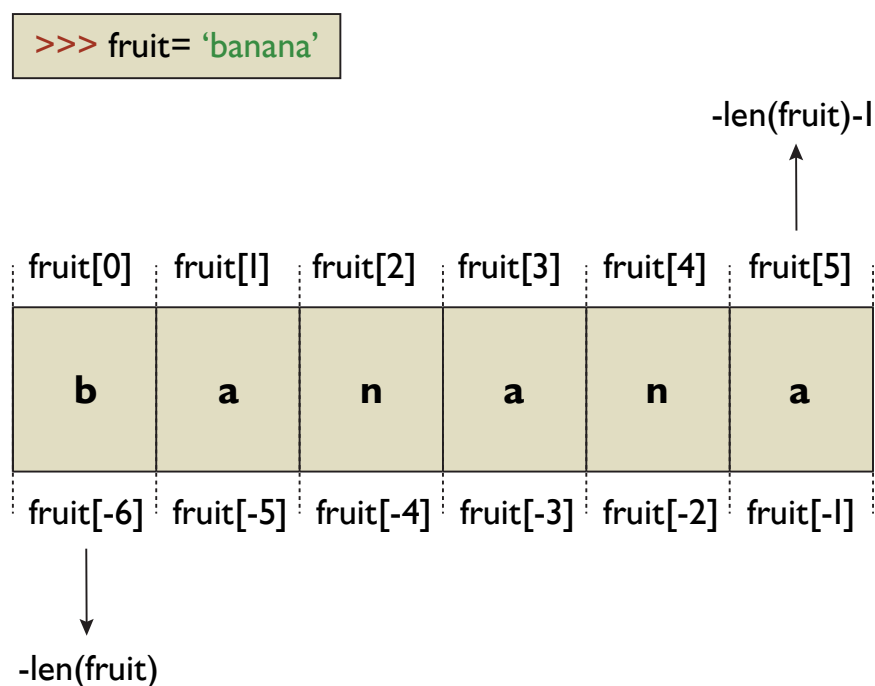 >>> fruit= ‘banana’
-len(fruit)-1
fruit[0] fruit[1] fruit[2] fruit[3] fruit[4] fruit[5]
b a n a n a
fruit[-6] fruit[-5] fruit[-4] fruit[-3] fruit[-2] fruit[-1]
-len(fruit)